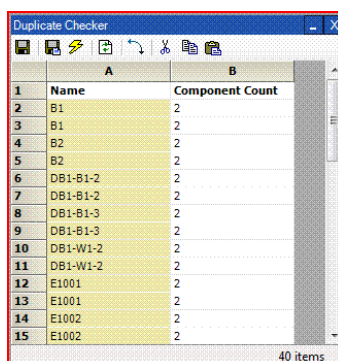 Duplicate Checker
A B
1 Name Component Count
2 B1 2
3 B1 2
4 B2 2
5 B2 2
6 DB1-B1-2 2
7 DB1-B1-2 2
8 DB1-B1-3 2
9 DB1-B1-3 2
10 DB1-W1-2 2
11 DB1-W1-2 2
12 E1001 2
13 E1001 2
14 E1002 2
15 E1002 2
40 items